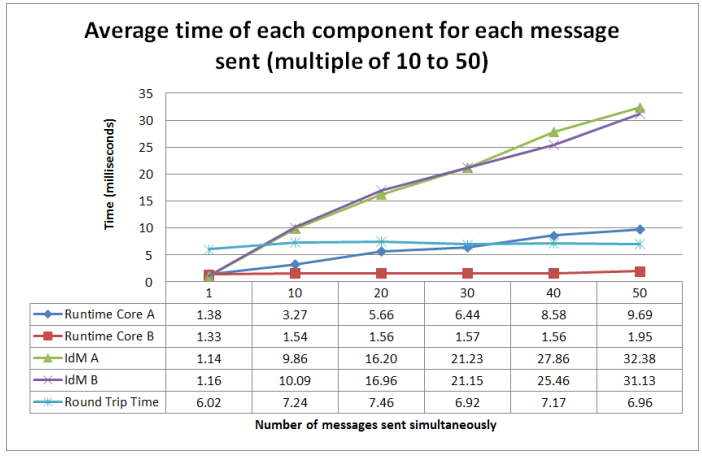 Average time of each component for each message
sent (multiple of 10 to 50)
Time (milliseconds)
35
30
25
20
15
10
5
0
1 10 20 30 40 50
Runtime Core A 1.38 3.27 5.66 6.44 8.58 9.69
Runtime Core B 1.33 1.54 1.56 1.57 1.56 1.95
IdM A 1.14 9.86 16.20 21.23 27.86 32.38
IdM B 1.16 10.09 16.96 21.15 25.46 31.13
Round Trip Time 6.02 7.24 7.46 6.92 7.17 6.96
Number of messages sent simultaneously